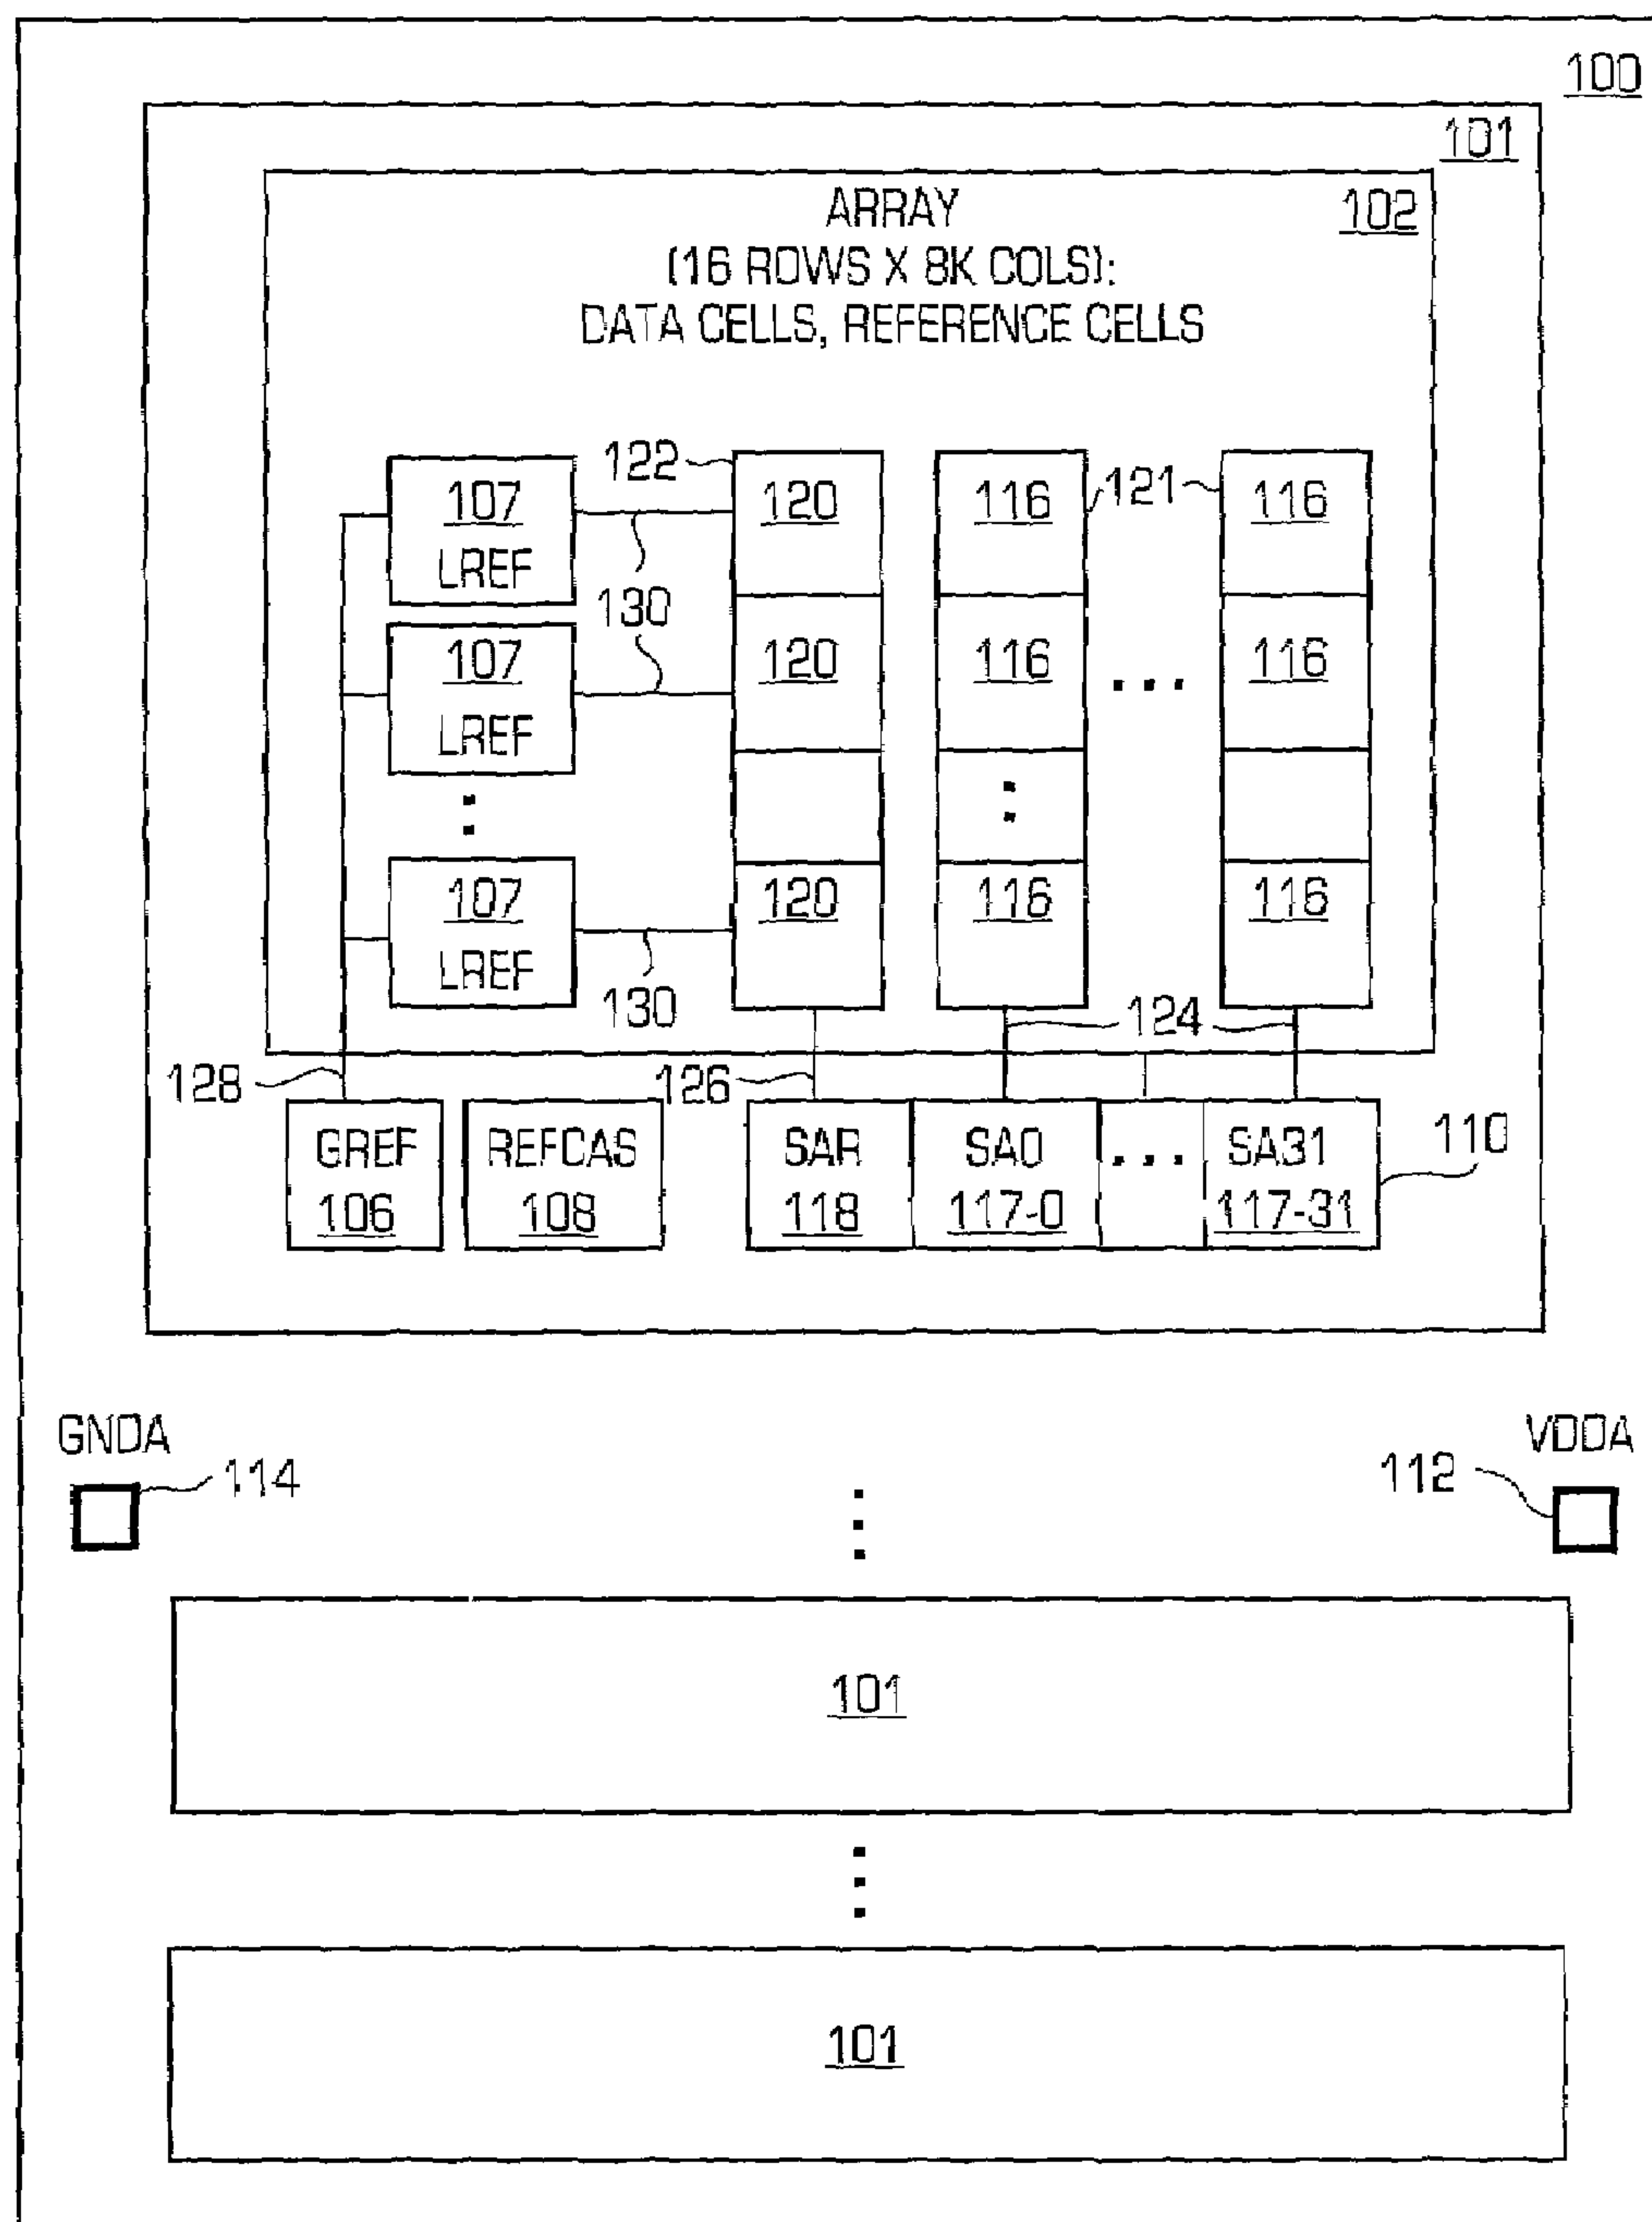 100
101
102
ARRAY
(16 ROWS X 8K COLS):
DATA CELLS, REFERENCE CELLS
122
121
107
LREF
120
116
116
130
107
LREF
120
116
...
116
107
LREF
120
116
116
130
124
128
126
GREF
106
REFCAS
108
SAR
118
SA0
117-0
...
SA31
117-31
110
GNDA
114
VDDA
112
101
101